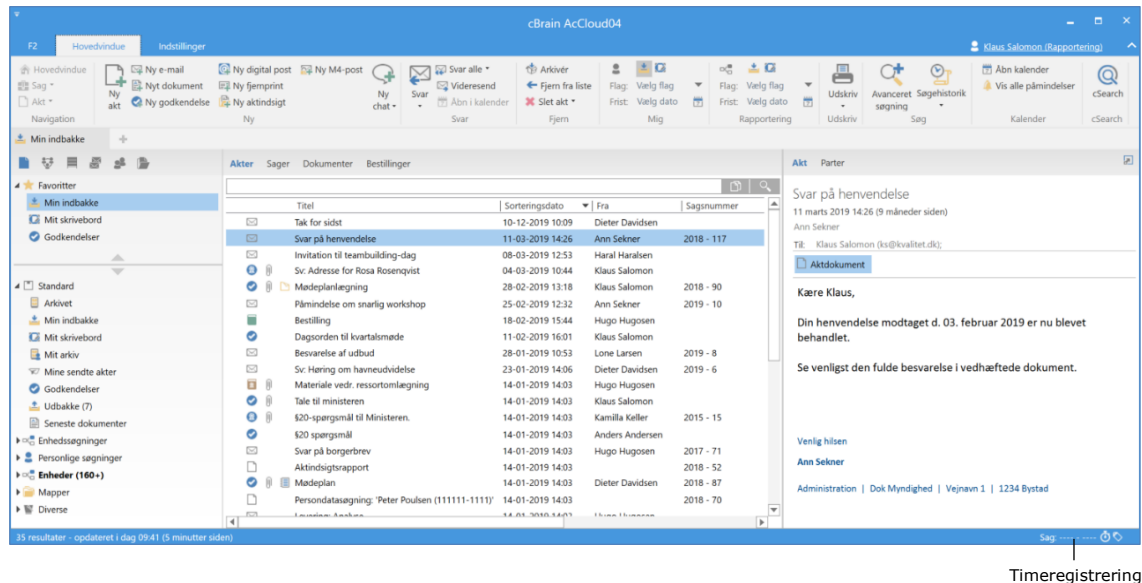 cBrain AcCloud04
F2 Hovedvindue Indstillinger Klaus Salomon (Rapportering)
Hovedvindue
Sag
Akt
Navigation
Ny akt
Ny e-mail
Nyt dokument
Ny godkendelse
Ny digital post
Ny fjernprint
Ny aktindsigt
Ny M4-post
Ny chat
Ny
Svar
Svar alle
Videresend
Åbn i kalender
Svar
Arkivér
Fjern fra liste
Slet akt
Fjern
Flag: Vælg flag
Frist: Vælg dato
Mig
Flag: Vælg flag
Frist: Vælg dato
Rapportering
Udskriv
Udskriv
Avanceret søgning
Søgehistorik
Søg
Åbn kalender
Vis alle påmindelser
Kalender
cSearch
cSearch
Min indbakke +
Favoritter
Min indbakke
Mit skrivebord
Godkendelser
Standard
Arkivet
Min indbakke
Mit skrivebord
Mit arkiv
Mine sendte akter
Godkendelser
Udbakke (7)
Seneste dokumenter
Enhedssøgninger
Personlige søgninger
Enheder (160+)
Mapper
Diverse
Akter Sager Dokumenter Bestillinger
Titel Sorteringsdato Fra Sagsnummer
Tak for sidst 10-12-2019 10:09 Dieter Davidsen
Svar på henvendelse 11-03-2019 14:26 Ann Sekner 2018 - 117
Invitation til teambuilding-dag 08-03-2019 12:53 Haral Haralsen
Sv: Adresse for Rosa Rosenqvist 04-03-2019 10:44 Klaus Salomon
Mødeplanlægning 28-02-2019 13:18 Klaus Salomon 2018 - 90
Påmindelse om snarlig workshop 25-02-2019 12:32 Ann Sekner 2019 - 10
Bestilling 18-02-2019 15:44 Hugo Hugosen
Dagsorden til kvartalsmøde 11-02-2019 16:01 Klaus Salomon
Besvarelse af udbud 28-01-2019 10:53 Lone Larsen 2019 - 8
Sv: Høring om havneudvidelse 23-01-2019 14:06 Dieter Davidsen 2019 - 6
Materiale vedr. ressortomlægning 14-01-2019 14:03 Hugo Hugosen
Tale til ministeren 14-01-2019 14:03 Klaus Salomon
§20-spørgsmål til Ministeren. 14-01-2019 14:03 Kamilla Keller 2015 - 15
§20 spørgsmål 14-01-2019 14:03 Anders Andersen
Svar på borgerbrev 14-01-2019 14:03 Hugo Hugosen 2017 - 71
Aktindsigtsrapport 14-01-2019 14:03 2018 - 52
Mødeplan 14-01-2019 14:03 Dieter Davidsen 2018 - 87
Persondatasøgning: 'Peter Poulsen (111111-1111)' 14-01-2019 14:03 2018 - 70
Levering: Analyse 14-01-2019 14:03 Hugo Hugosen
Akt Parter
Svar på henvendelse
11 marts 2019 14:26 (9 måneder siden)
Ann Sekner
Til: Klaus Salomon (ks@kvalitet.dk);
Aktdokument
Kære Klaus,
Din henvendelse modtaget d. 03. februar 2019 er nu blevet
behandlet.
Se venligst den fulde besvarelse i vedhæftede dokument.
Venlig hilsen
Ann Sekner
Administration | Dok Myndighed | Vejnavn 1 | 1234 Bystad
35 resultater - opdateret i dag 09:41 (5 minutter siden) Sag: ------ ----
Timeregistrering